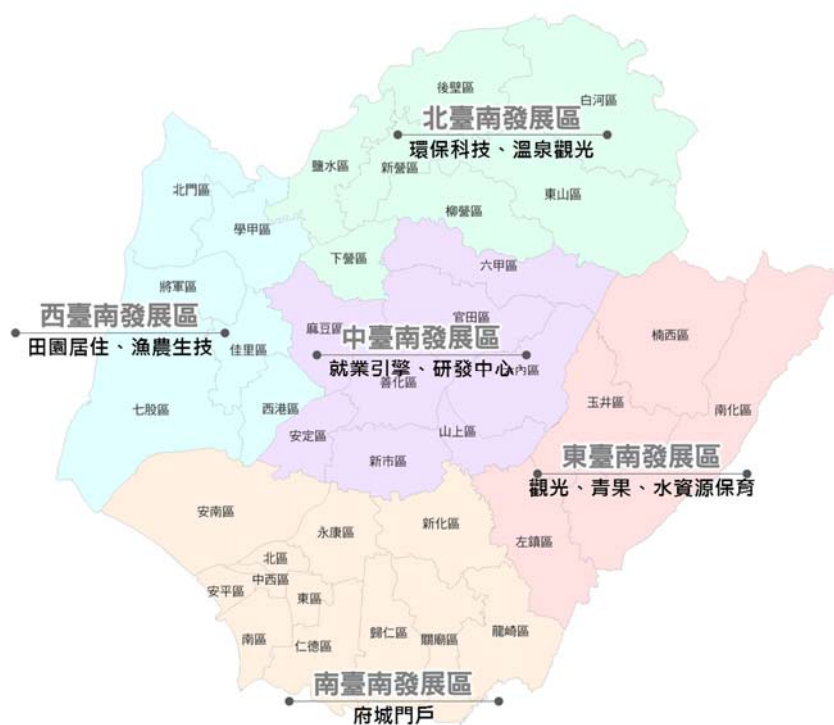 後壁區
白河區
北臺南發展區
環保科技、溫泉觀光
鹽水區
新營區
北門區
東山區
柳營區
學甲區
下營區
六甲區
將軍區
官田區
西臺南發展區
田園居住、漁農生技
麻豆區
中臺南發展區
就業引擎、研發中心
佳里區
內區
楠西區
善化區
玉井區
七股區
西港區
南化區
安定區
山上區
新市區
東臺南發展區
觀光、青果、水資源保育
安南區
永康區
新化區
左鎮區
北區
中西區
安平區
東區
南區
仁德區
歸仁區
關廟區
龍崎區
南臺南發展區
府城門戶